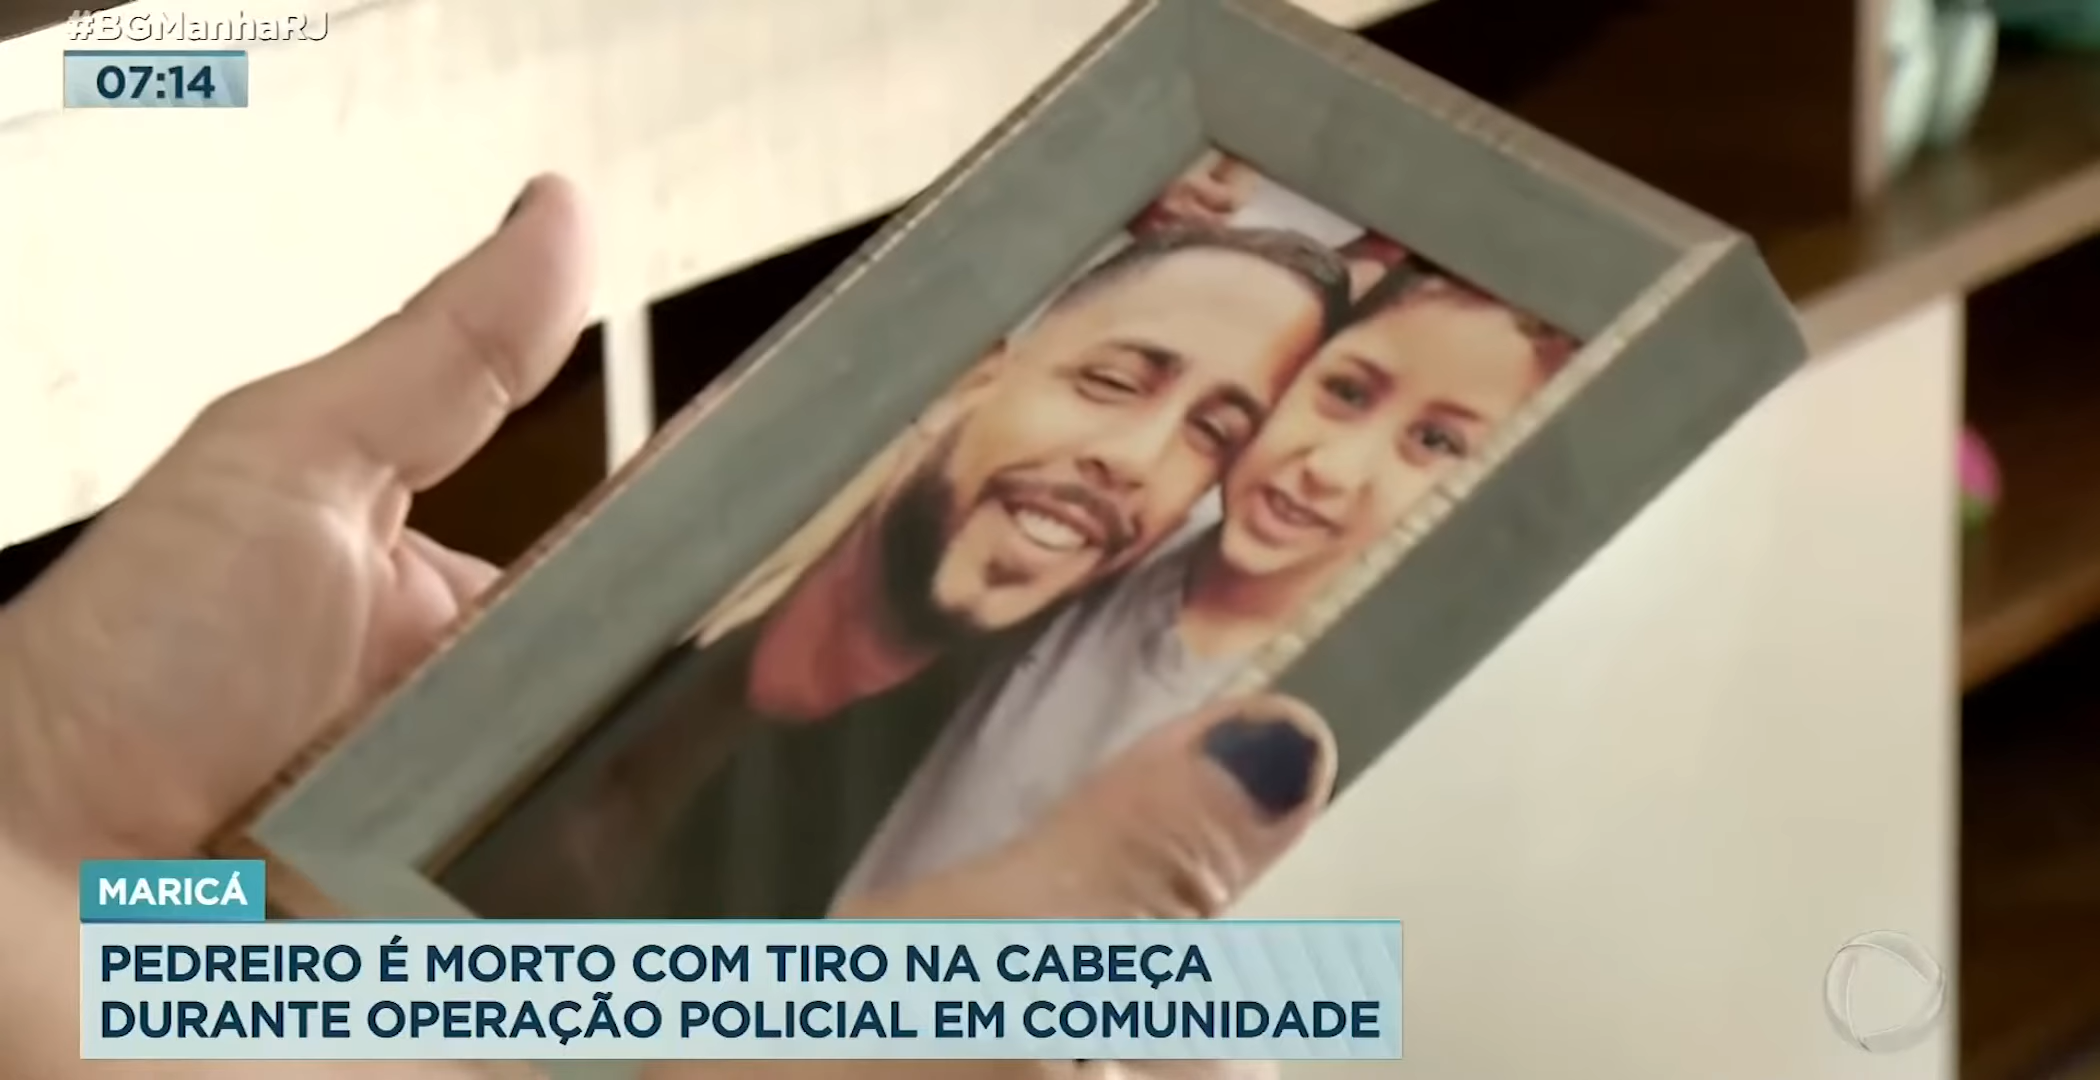 #BGManhaRJ
07:14
MARICÁ
PEDREIRO É MORTO COM TIRO NA CABEÇA
DURANTE OPERAÇÃO POLICIAL EM COMUNIDADE